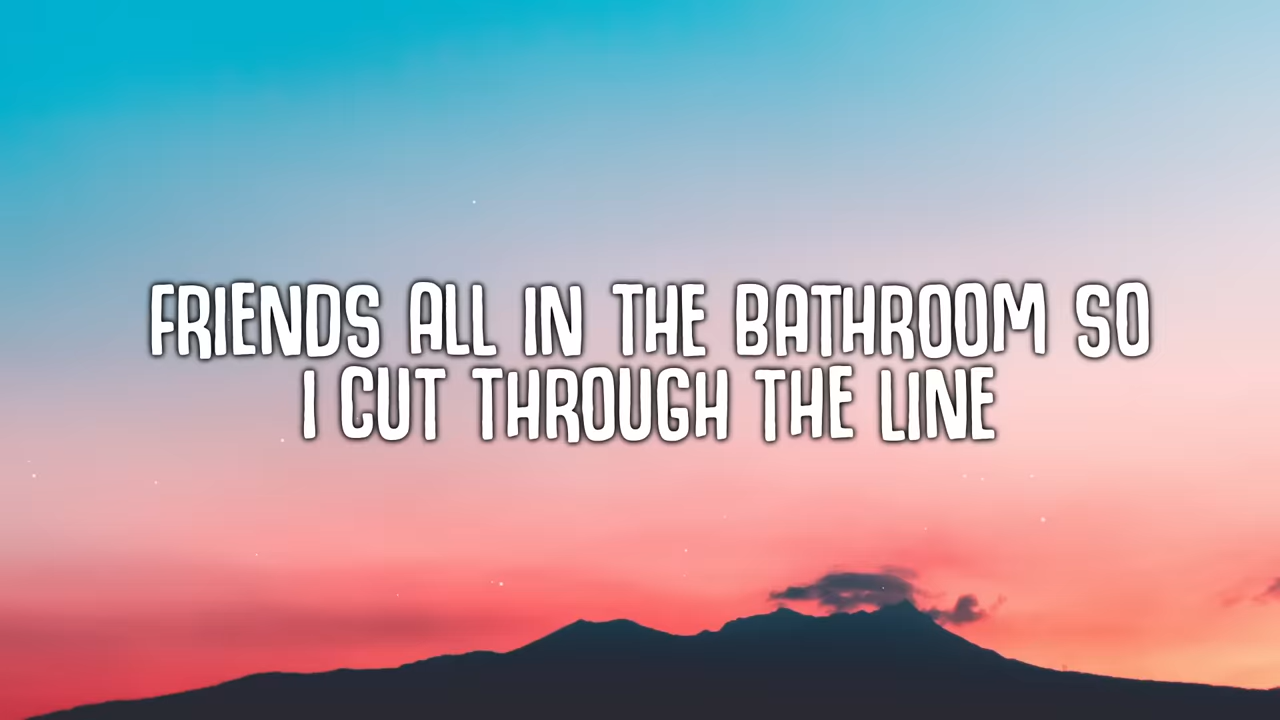 FRIENDS ALL IN THE BATHROOM SO
I CUT THROUGH THE LINE